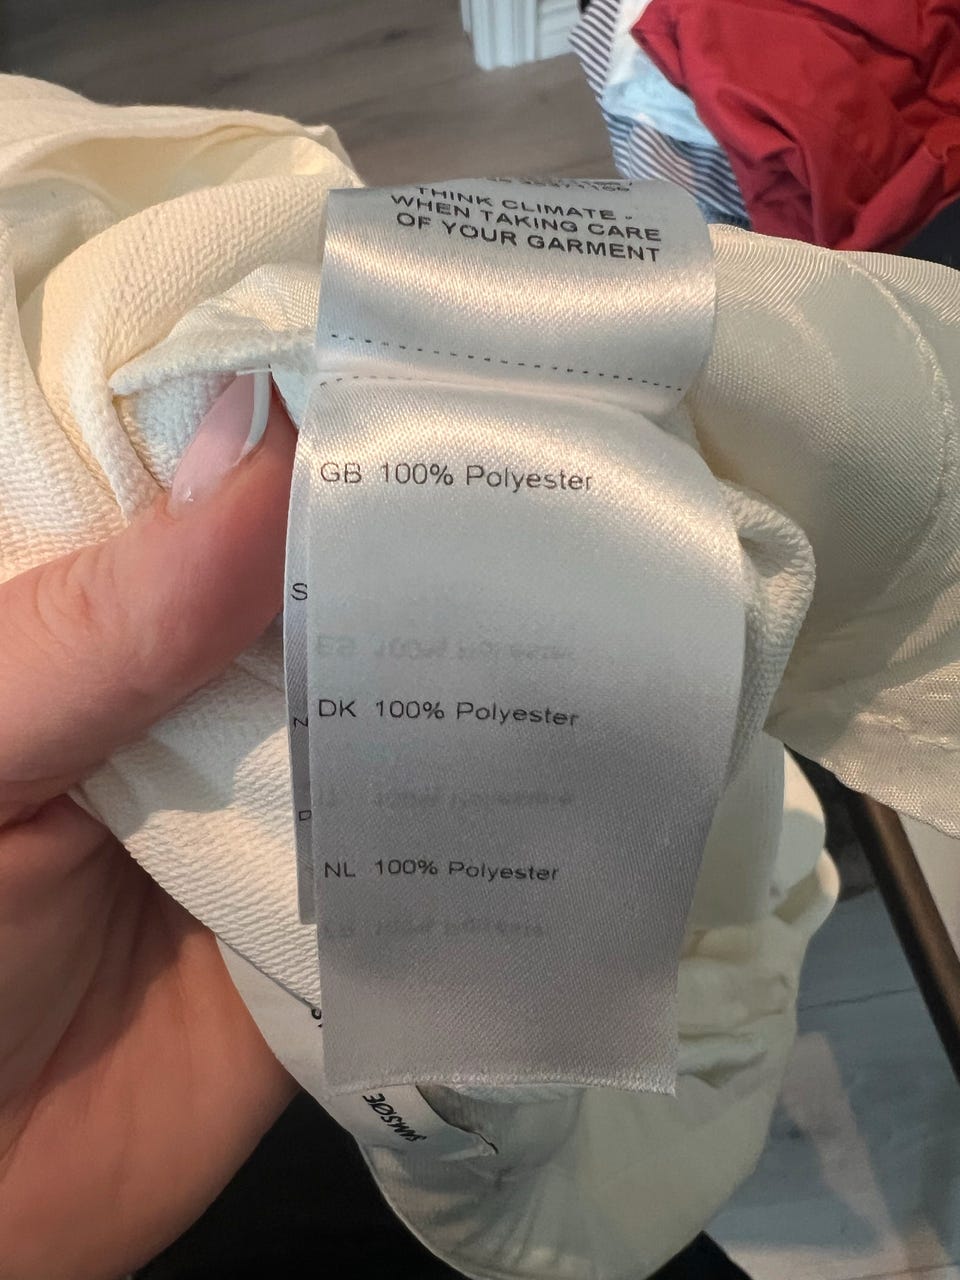 THINK CLIMATE -
WHEN TAKING CARE
OF YOUR GARMENT
GB 100% Polyester
S
DK 100% Polyester
N
D
NL 100% Polyester